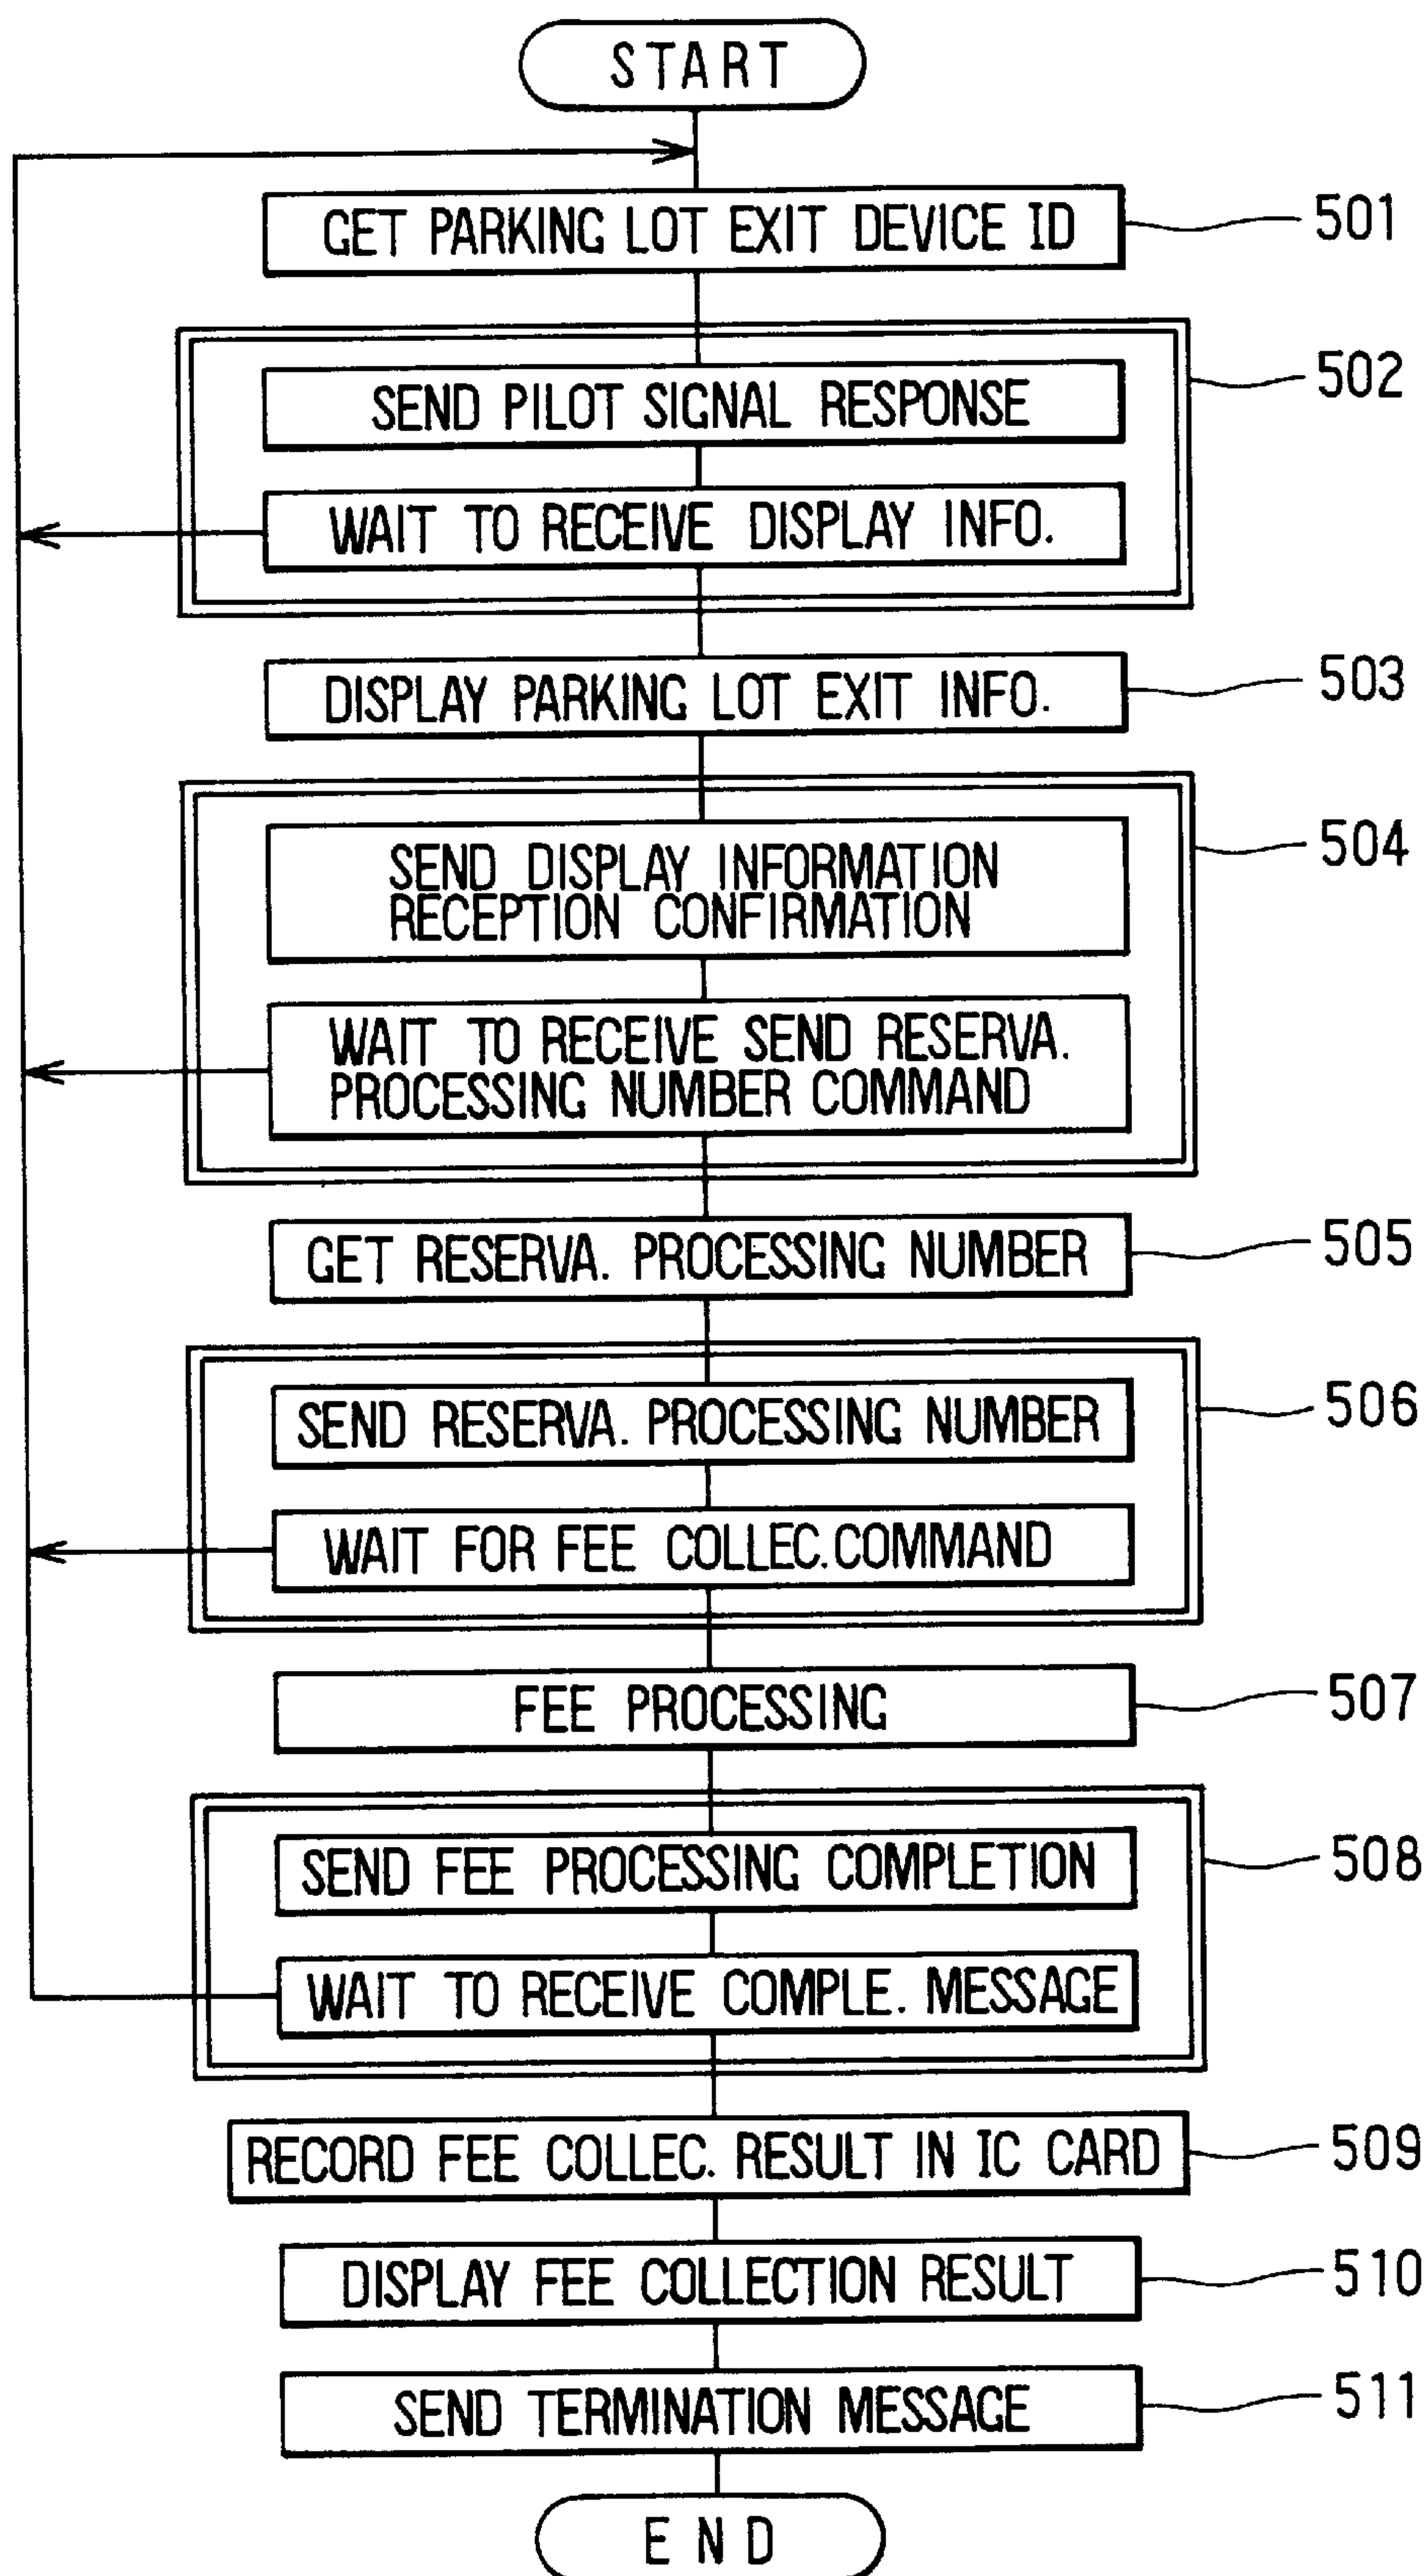 START
GET PARKING LOT EXIT DEVICE ID
501
502
SEND PILOT SIGNAL RESPONSE
WAIT TO RECEIVE DISPLAY INFO.
DISPLAY PARKING LOT EXIT INFO.
503
504
SEND DISPLAY INFORMATION
RECEPTION CONFIRMATION
WAIT TO RECEIVE SEND RESERVA.
PROCESSING NUMBER COMMAND
GET RESERVA. PROCESSING NUMBER
505
506
SEND RESERVA. PROCESSING NUMBER
WAIT FOR FEE COLLEC. COMMAND
FEE PROCESSING
507
508
SEND FEE PROCESSING COMPLETION
WAIT TO RECEIVE COMPLE. MESSAGE
RECORD FEE COLLEC. RESULT IN IC CARD
509
DISPLAY FEE COLLECTION RESULT
510
SEND TERMINATION MESSAGE
511
END